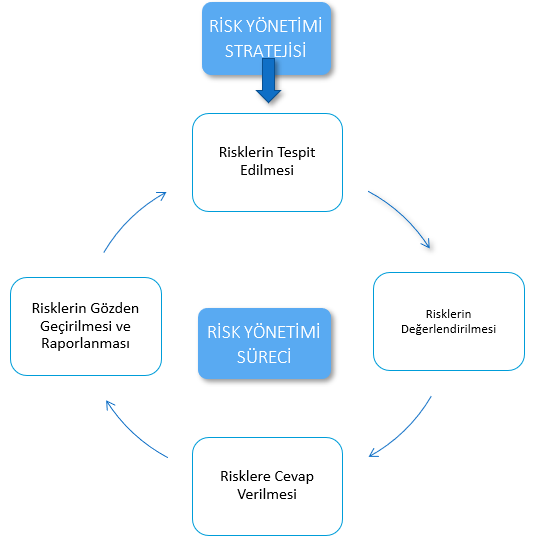 RİSK YÖNETİMİ
STRATEJİSİ
Risklerin Tespit
Edilmesi
Risklerin
Değerlendirilmesi
Risklere Cevap
Verilmesi
Risklerin Gözden
Geçirilmesi ve
Raporlanması
RİSK YÖNETİMİ
SÜRECİ